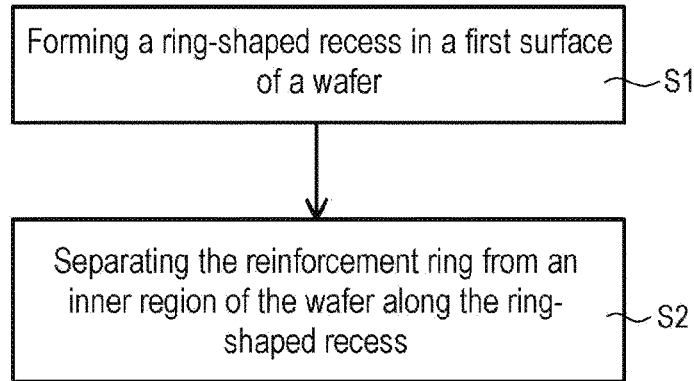 Forming a ring-shaped recess in a first surface
of a wafer
S1
Separating the reinforcement ring from an
inner region of the wafer along the ring-
shaped recess
S2